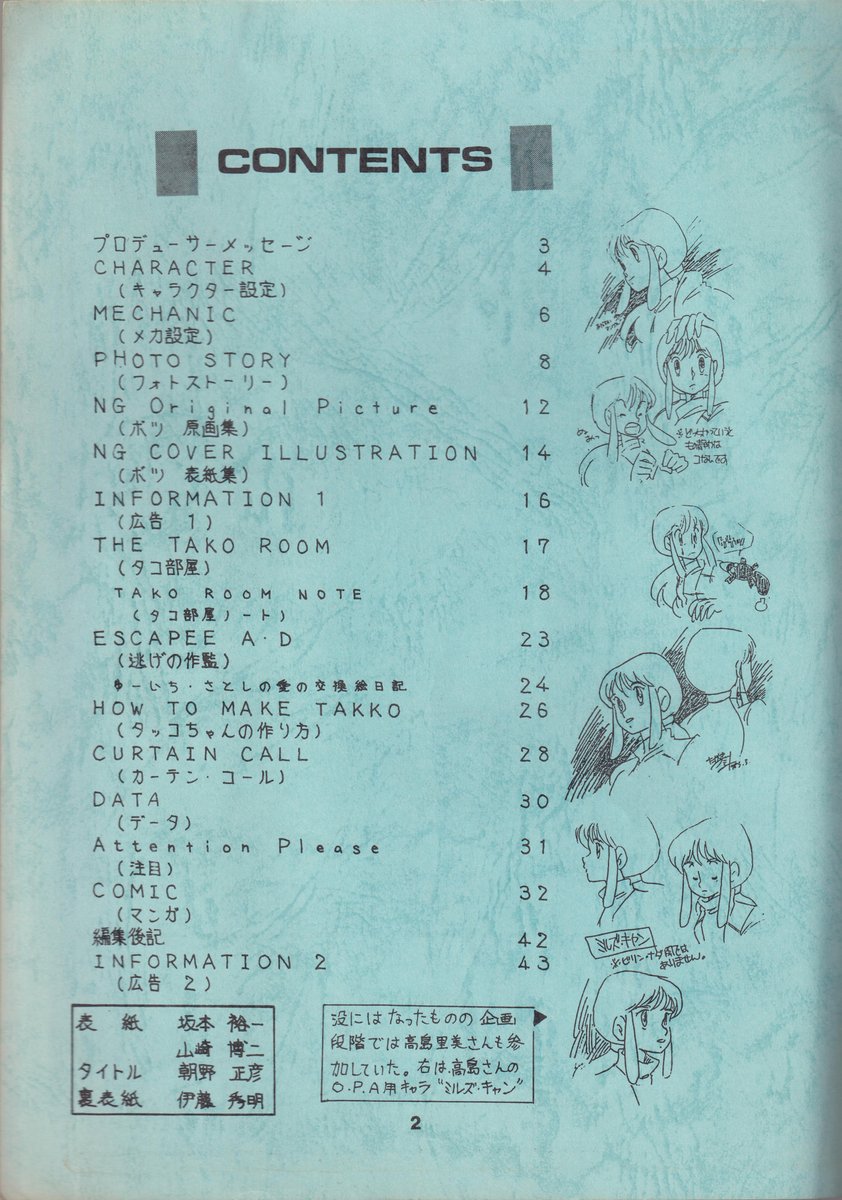 CONTENTS
プロデューサーメッセージ 3
CHARACTER 4
(キャラクター設定)
MECHANIC 6
(メカ設定)
PHOTO STORY 8
(フォトストーリー)
NG Original Picture 12
(ボツ 原画集)
NG COVER ILLUSTRATION 14
(ボツ 表紙集)
INFORMATION 1 16
(広告 1)
THE TAKO ROOM 17
(タコ部屋)
TAKO ROOM NOTE 18
(タコ部屋ノート)
ESCAPEE A・D 23
(逃げの作監)
ゆーいち・さとしの愛の交換絵日記 24
HOW TO MAKE TAKKO 26
(タッコちゃんの作り方)
CURTAIN CALL 28
(カーテン・コール)
DATA 30
(データ)
Attention Please 31
(注目)
COMIC 32
(マンガ)
編集後記 42
INFORMATION 2 43
(広告 2)
ミルズ・キャン
※・ビリン・ナダ・ではありません。
表紙 坂本 裕一
山崎 博二
タイトル 朝野 正彦
裏表紙 伊藤 秀明
没にはなったものの企画
段階では高島里美さんも参
加していた。右は高島さんの
O.P.A用キャラ“ミルズ・キャン”
2